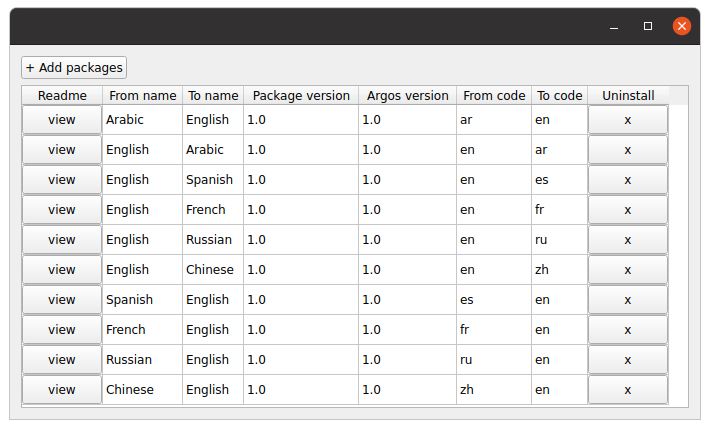 + Add packages
Readme From name To name Package version Argos version From code To code Uninstall
view Arabic English 1.0 1.0 ar en x
view English Arabic 1.0 1.0 en ar x
view English Spanish 1.0 1.0 en es x
view English French 1.0 1.0 en fr x
view English Russian 1.0 1.0 en ru x
view English Chinese 1.0 1.0 en zh x
view Spanish English 1.0 1.0 es en x
view French English 1.0 1.0 fr en x
view Russian English 1.0 1.0 ru en x
view Chinese English 1.0 1.0 zh en x